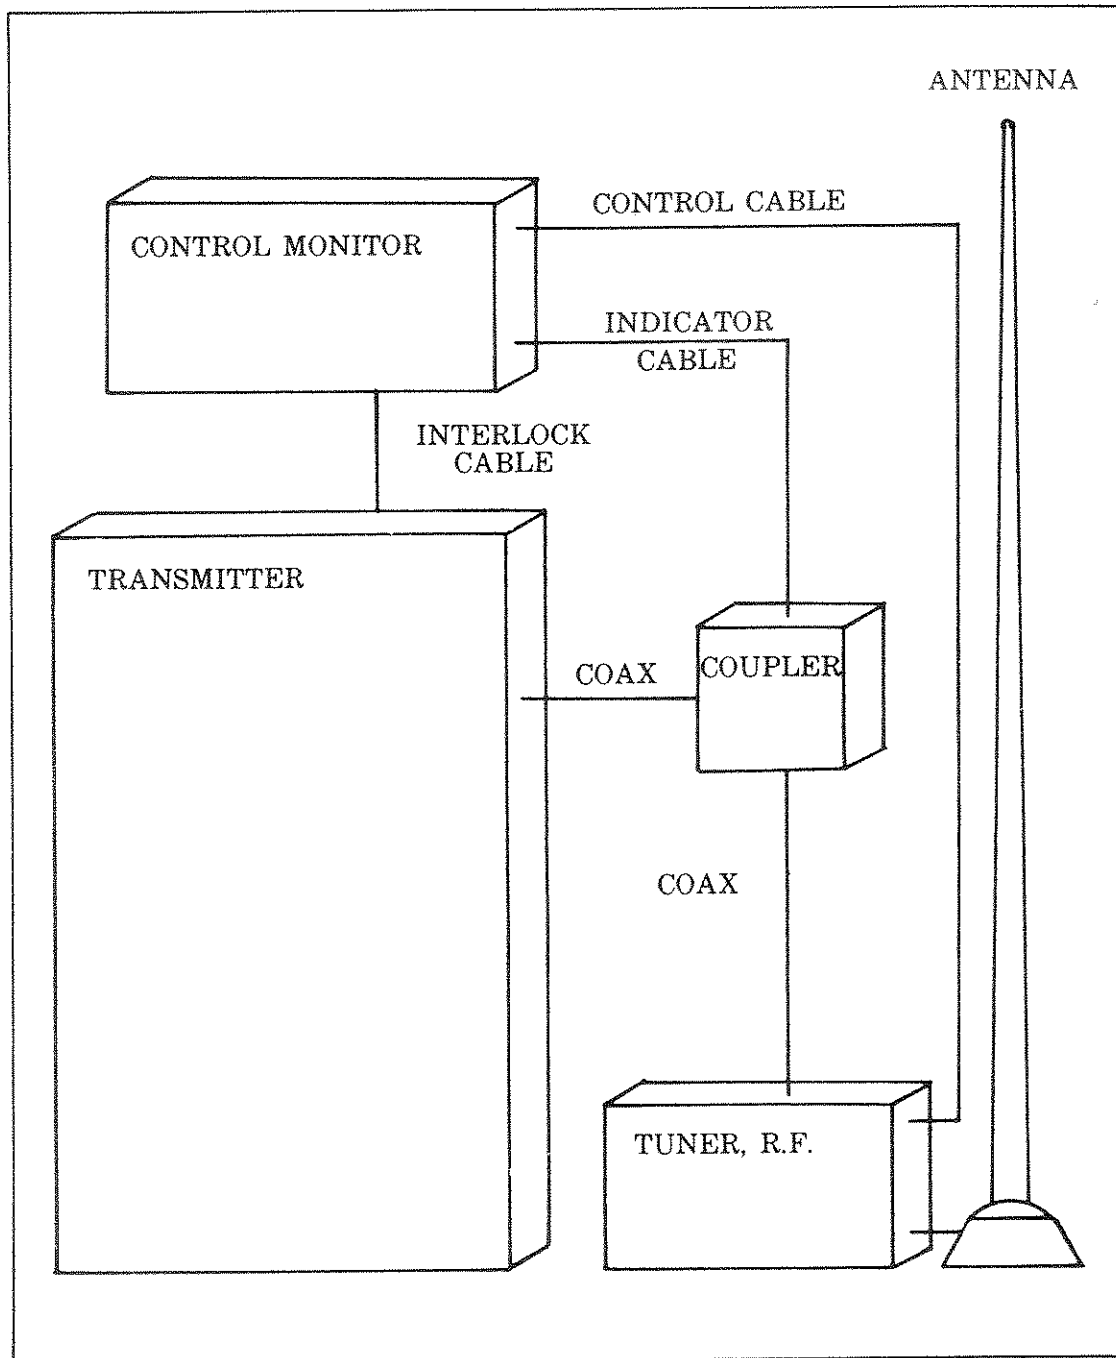 ANTENNA
CONTROL CABLE
CONTROL MONITOR
INDICATOR
CABLE
INTERLOCK
CABLE
TRANSMITTER
COAX
COUPLER
COAX
TUNER, R.F.